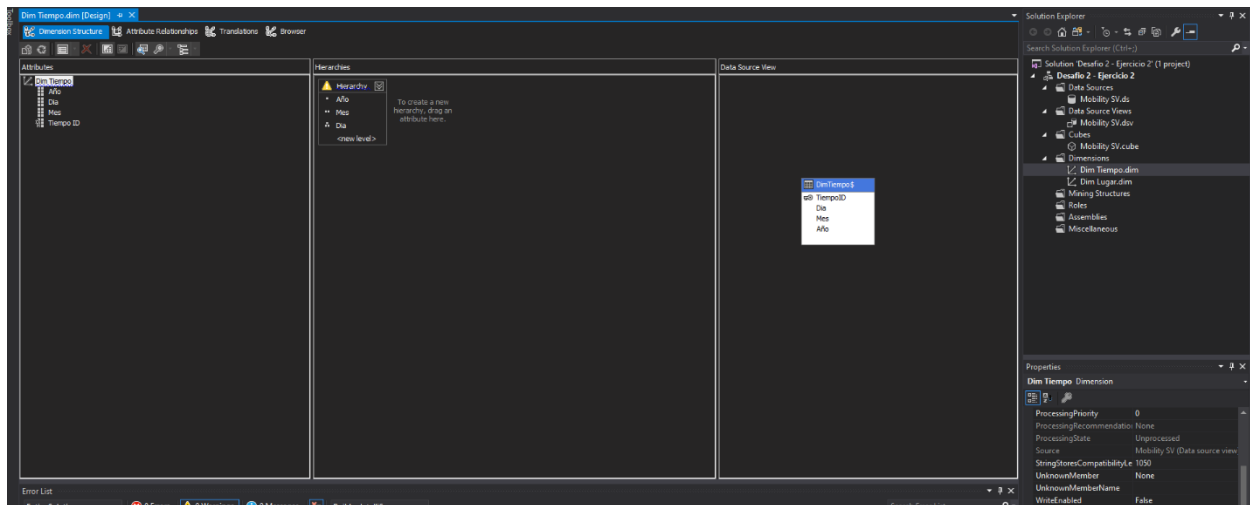 Toolbox
Dim Tiempo.dim [Design]
Dimension Structure Attribute Relationships Translations Browser
Attributes
Dim Tiempo
Año
Dia
Mes
Tiempo ID
Hierarchies
Hierarchy
Año
Mes
Dia
<new level>
To create a new
hierarchy, drag an
attribute here.
Data Source View
DimTiempo$
TiempoID
Dia
Mes
Año
Solution Explorer
Search Solution Explorer (Ctrl+;)
Solution 'Desafio 2 - Ejercicio 2' (1 project)
Desafio 2 - Ejercicio 2
Data Sources
Mobility SV.ds
Data Source Views
Mobility SV.dsv
Cubes
Mobility SV.cube
Dimensions
Dim Tiempo.dim
Dim Lugar.dim
Mining Structures
Roles
Assemblies
Miscellaneous
Properties
Dim Tiempo Dimension
ProcessingPriority 0
ProcessingRecommendatio None
ProcessingState Unprocessed
Source Mobility SV (Data source view
StringStoresCompatibilityLe 1050
UnknownMember None
UnknownMemberName
WriteEnabled False
Error List